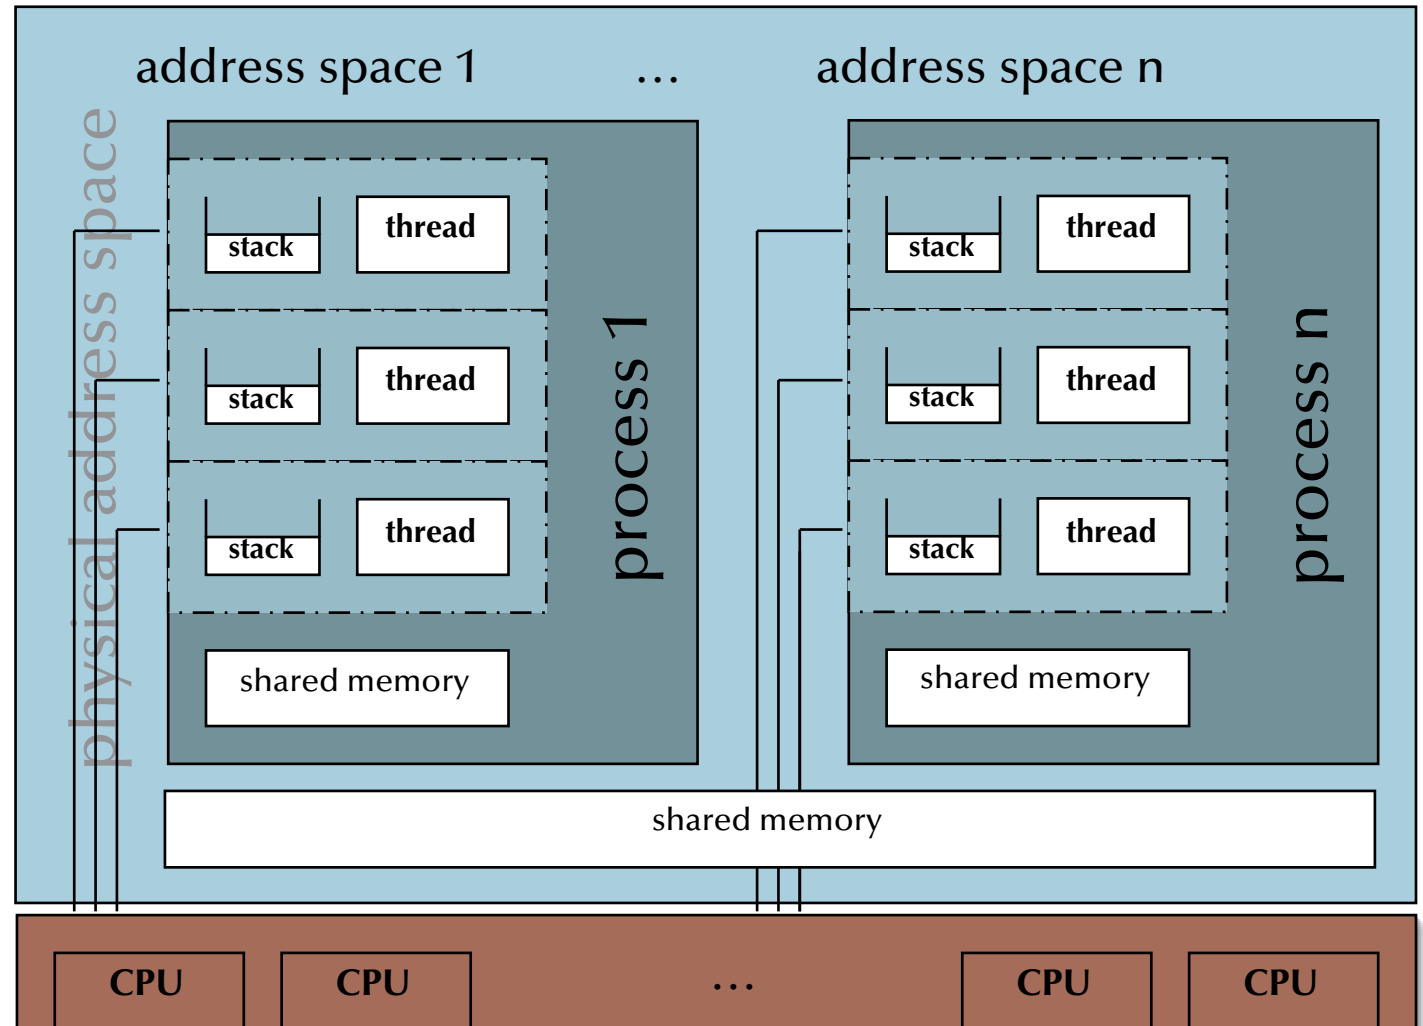 address space 1 ... address space n
physical address space
stack thread
stack thread
stack thread
process 1
shared memory
stack thread
stack thread
stack thread
process n
shared memory
shared memory
CPU CPU ... CPU CPU